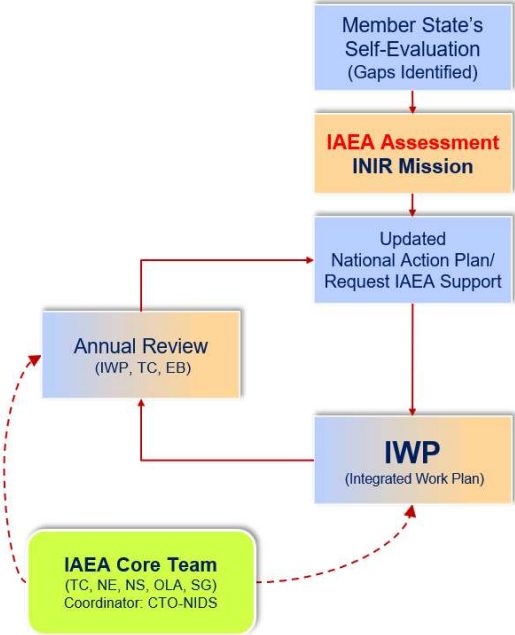 Member State's
Self-Evaluation
(Gaps Identified)
IAEA Assessment
INIR Mission
Updated
National Action Plan/
Request IAEA Support
Annual Review
(IWP, TC, EB)
IWP
(Integrated Work Plan)
IAEA Core Team
(TC, NE, NS, OLA, SG)
Coordinator: CTO-NIDS